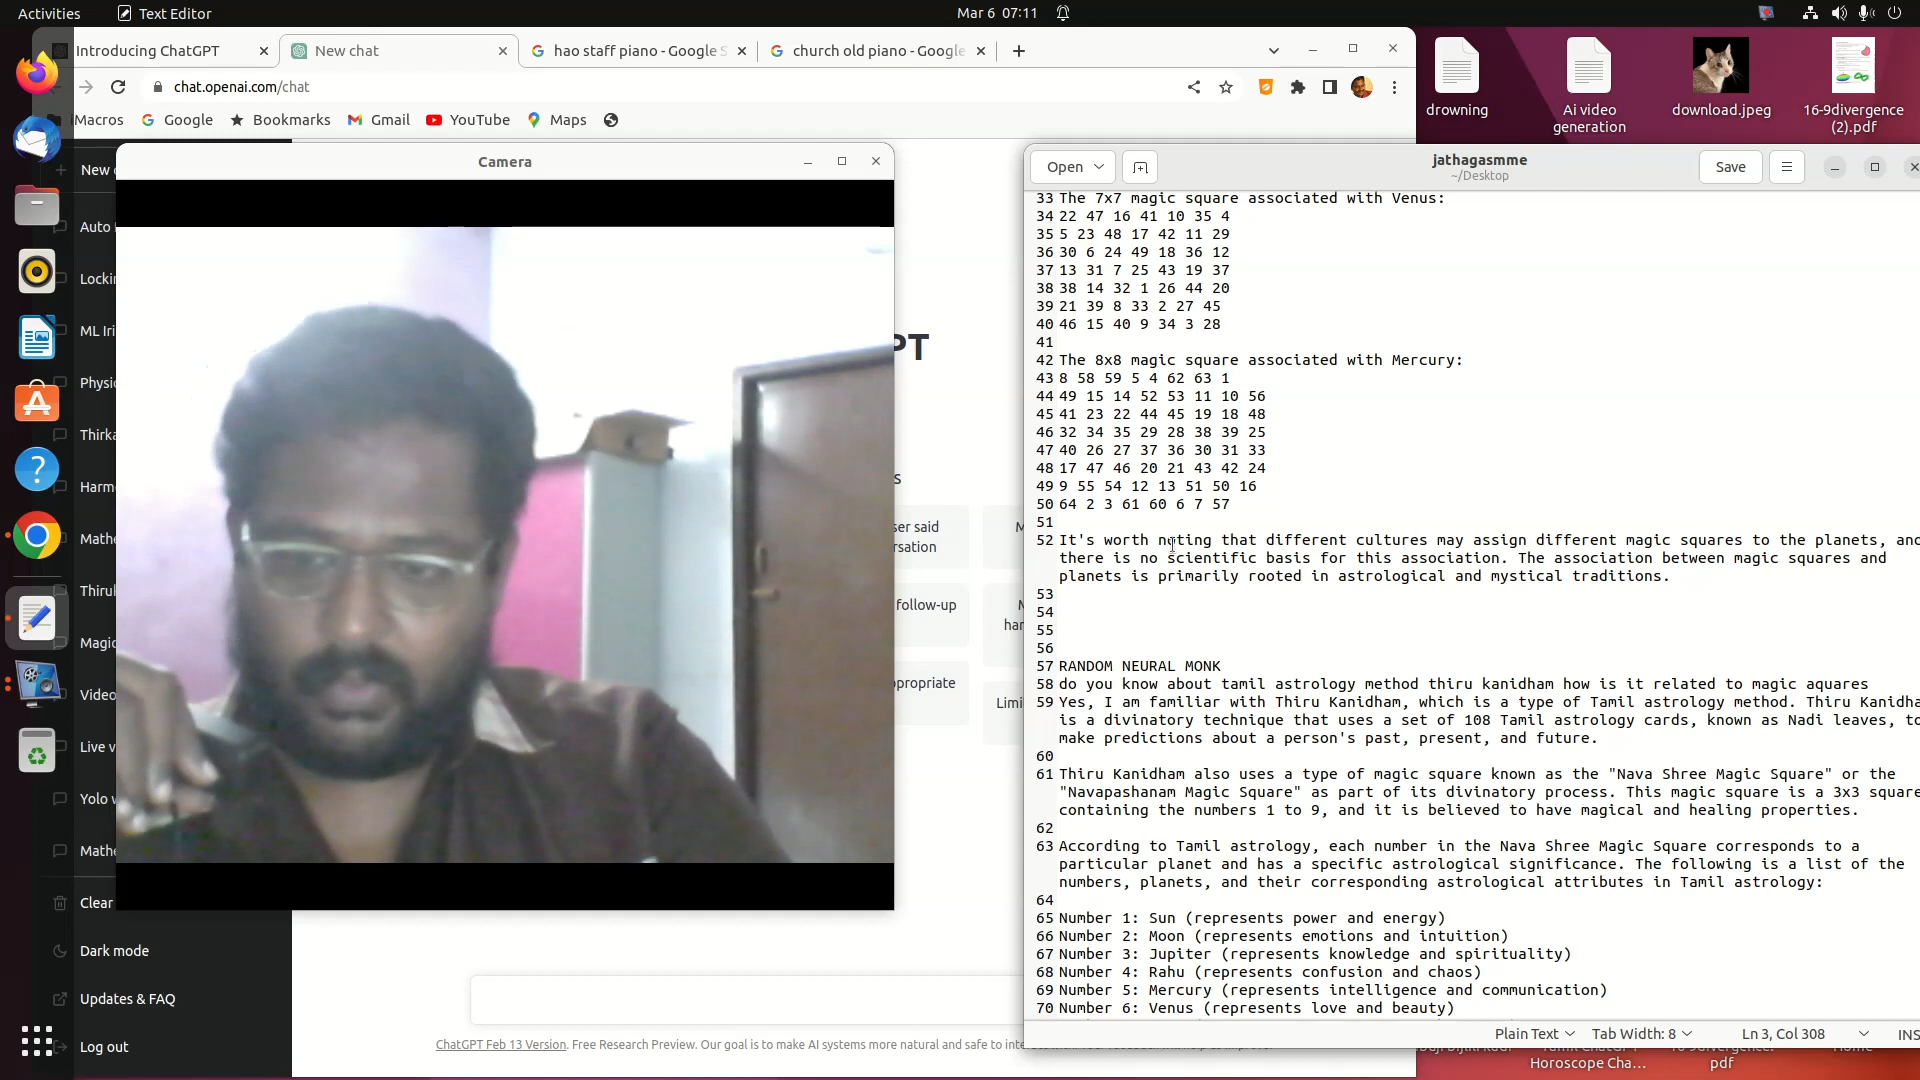 Activities
Text Editor
Mar 6 07:11
Introducing ChatGPT
New chat
hao staff piano - Google S
church old piano - Google
chat.openai.com/chat
Macros
Google
Bookmarks
Gmail
YouTube
Maps
drowning
Ai video
generation
download.jpeg
16-9divergence
(2).pdf
New
Auto
Lockin
ML Iri
Physi
Thirka
Harm
Mathe
Thiru
Magic
Video
Live v
Yolo
Mathe
Clear
Dark mode
Updates & FAQ
Log out
Camera
PT
s
ser said
rsation
follow-up
propriate
M
har
Limi
ChatGPT Feb 13 Version. Free Research Preview. Our goal is to make AI systems more natural and safe to inte
Open
jathagasmme
~/Desktop
Save
33 The 7x7 magic square associated with Venus:
34 22 47 16 41 10 35 4
35 5 23 48 17 42 11 29
36 30 6 24 49 18 36 12
37 13 31 7 25 43 19 37
38 38 14 32 1 26 44 20
39 21 39 8 33 2 27 45
40 46 15 40 9 34 3 28
41
42 The 8x8 magic square associated with Mercury:
43 8 58 59 5 4 62 63 1
44 49 15 14 52 53 11 10 56
45 41 23 22 44 45 19 18 48
46 32 34 35 29 28 38 39 25
47 40 26 27 37 36 30 31 33
48 17 47 46 20 21 43 42 24
49 9 55 54 12 13 51 50 16
50 64 2 3 61 60 6 7 57
51
52 It's worth noting that different cultures may assign different magic squares to the planets, and
there is no scientific basis for this association. The association between magic squares and
planets is primarily rooted in astrological and mystical traditions.
53
54
55
56
57 RANDOM NEURAL MONK
58 do you know about tamil astrology method thiru kanidham how is it related to magic aquares
59 Yes, I am familiar with Thiru Kanidham, which is a type of Tamil astrology method. Thiru Kanidha
is a divinatory technique that uses a set of 108 Tamil astrology cards, known as Nadi leaves, to
make predictions about a person's past, present, and future.
60
61 Thiru Kanidham also uses a type of magic square known as the "Nava Shree Magic Square" or the
"Navapashanam Magic Square" as part of its divinatory process. This magic square is a 3x3 square
containing the numbers 1 to 9, and it is believed to have magical and healing properties.
62
63 According to Tamil astrology, each number in the Nava Shree Magic Square corresponds to a
particular planet and has a specific astrological significance. The following is a list of the
numbers, planets, and their corresponding astrological attributes in Tamil astrology:
64
65 Number 1: Sun (represents power and energy)
66 Number 2: Moon (represents emotions and intuition)
67 Number 3: Jupiter (represents knowledge and spirituality)
68 Number 4: Rahu (represents confusion and chaos)
69 Number 5: Mercury (represents intelligence and communication)
70 Number 6: Venus (represents love and beauty)
Plain Text
Tab Width: 8
Ln 3, Col 308
INS
Horoscope Cha...
pdf